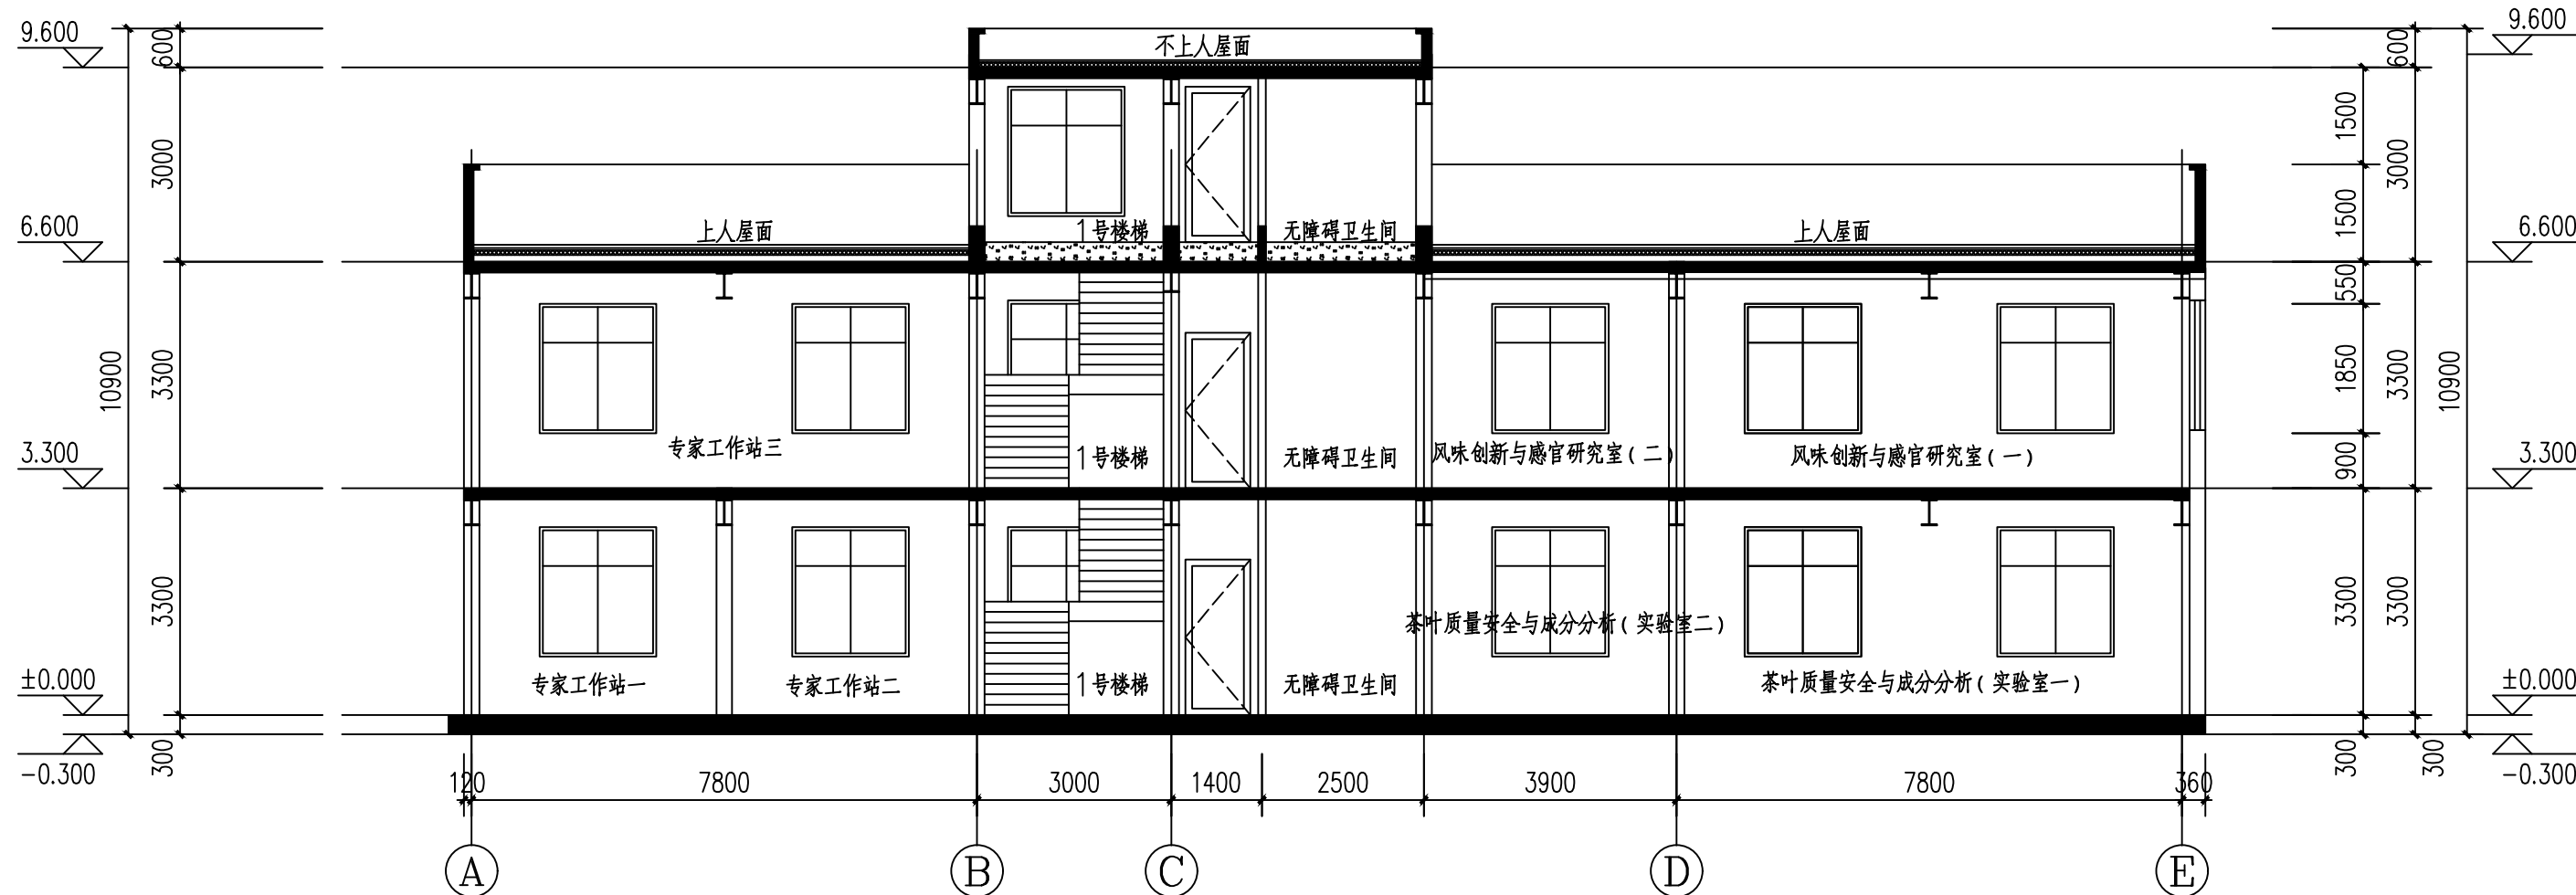 9.600
600
不上人屋面
600
9.600
1500
3000
3000
6.600
上人屋面
1号楼梯
无障碍卫生间
上人屋面
1500
6.600
550
10900
3300
1850
3300
10900
3.300
专家工作站三
1号楼梯
无障碍卫生间
风味创新与感官研究室(二)
风味创新与感官研究室(一)
900
3.300
3300
茶叶质量安全与成分分析(实验室二)
3300
3300
±0.000
专家工作站一
专家工作站二
1号楼梯
无障碍卫生间
茶叶质量安全与成分分析(实验室一)
±0.000
-0.300
300
300
300
-0.300
120
7800
3000
1400
2500
3900
7800
360
A
B
C
D
E